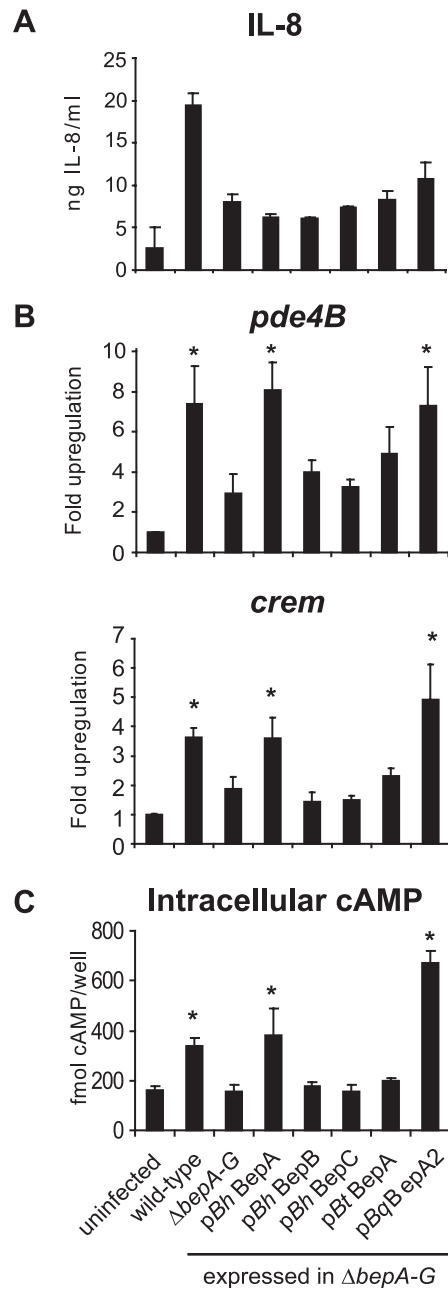 A
IL-8
ng IL-8/ml
25
20
15
10
5
0
B
pde4B
Fold upregulation
10
8
6
4
2
0
* * *
crem
Fold upregulation
7
6
5
4
3
2
1
0
* * *
C
Intracellular cAMP
fmol cAMP/well
800
600
400
200
0
* * *
uninfected
wild-type
ΔbepA-G
pBh BepA
pBh BepB
pBh BepC
pBt BepA
pBqB epA2
expressed in ΔbepA-G